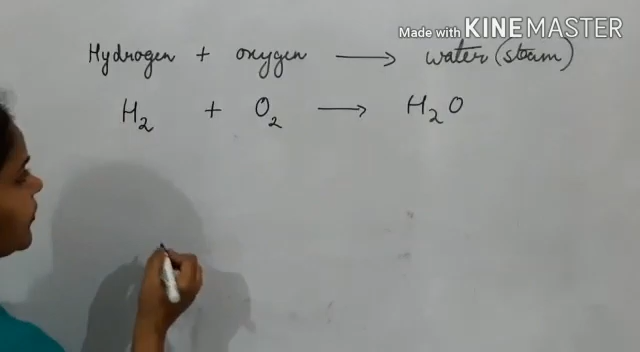 Made with KINEMASTER
Hydrogen + oxygen → water (steam)
H₂ + O₂ → H₂O